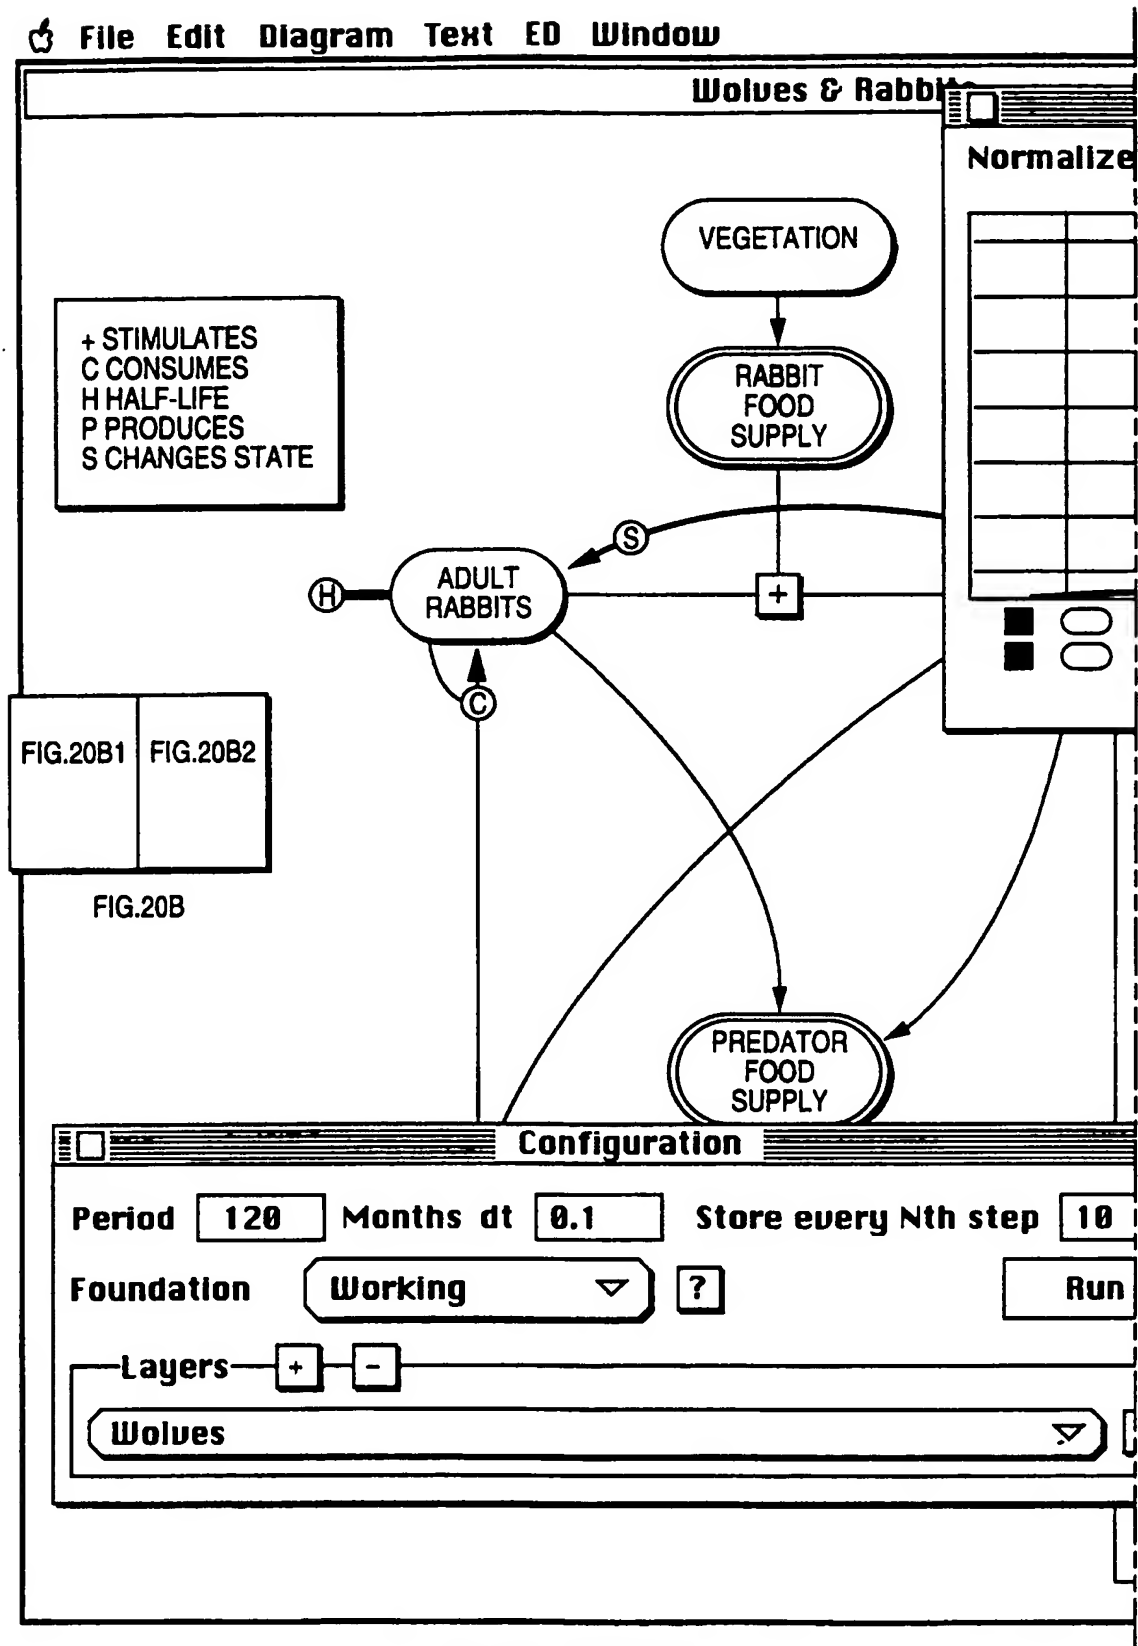 File Edit Diagram Text ED Window
Wolves & Rabbits
Normalize
VEGETATION
+ STIMULATES
C CONSUMES
H HALF-LIFE
P PRODUCES
S CHANGES STATE
RABBIT
FOOD
SUPPLY
S
H
ADULT
RABBITS
+
C
FIG.20B1 FIG.20B2
FIG.20B
PREDATOR
FOOD
SUPPLY
Configuration
Period 120 Months dt 0.1 Store every Nth step 10
Foundation Working ? Run
Layers + -
Wolves